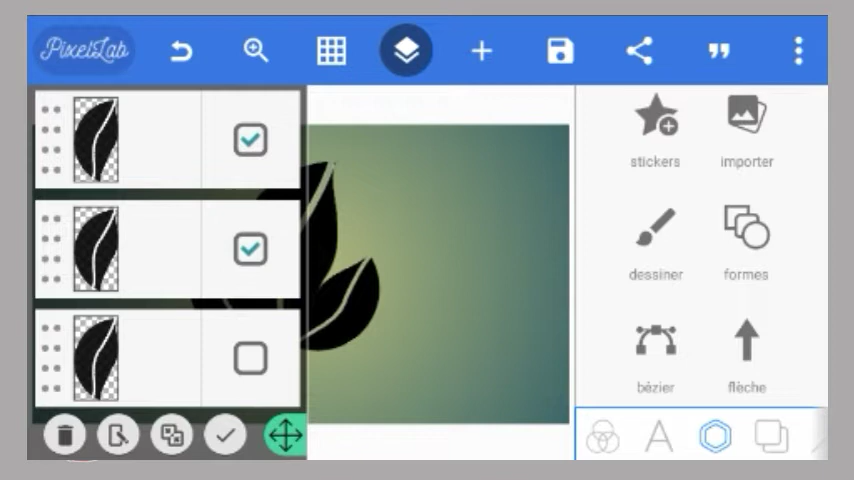 PixelLab
stickers
importer
dessiner
formes
bézier
flèche